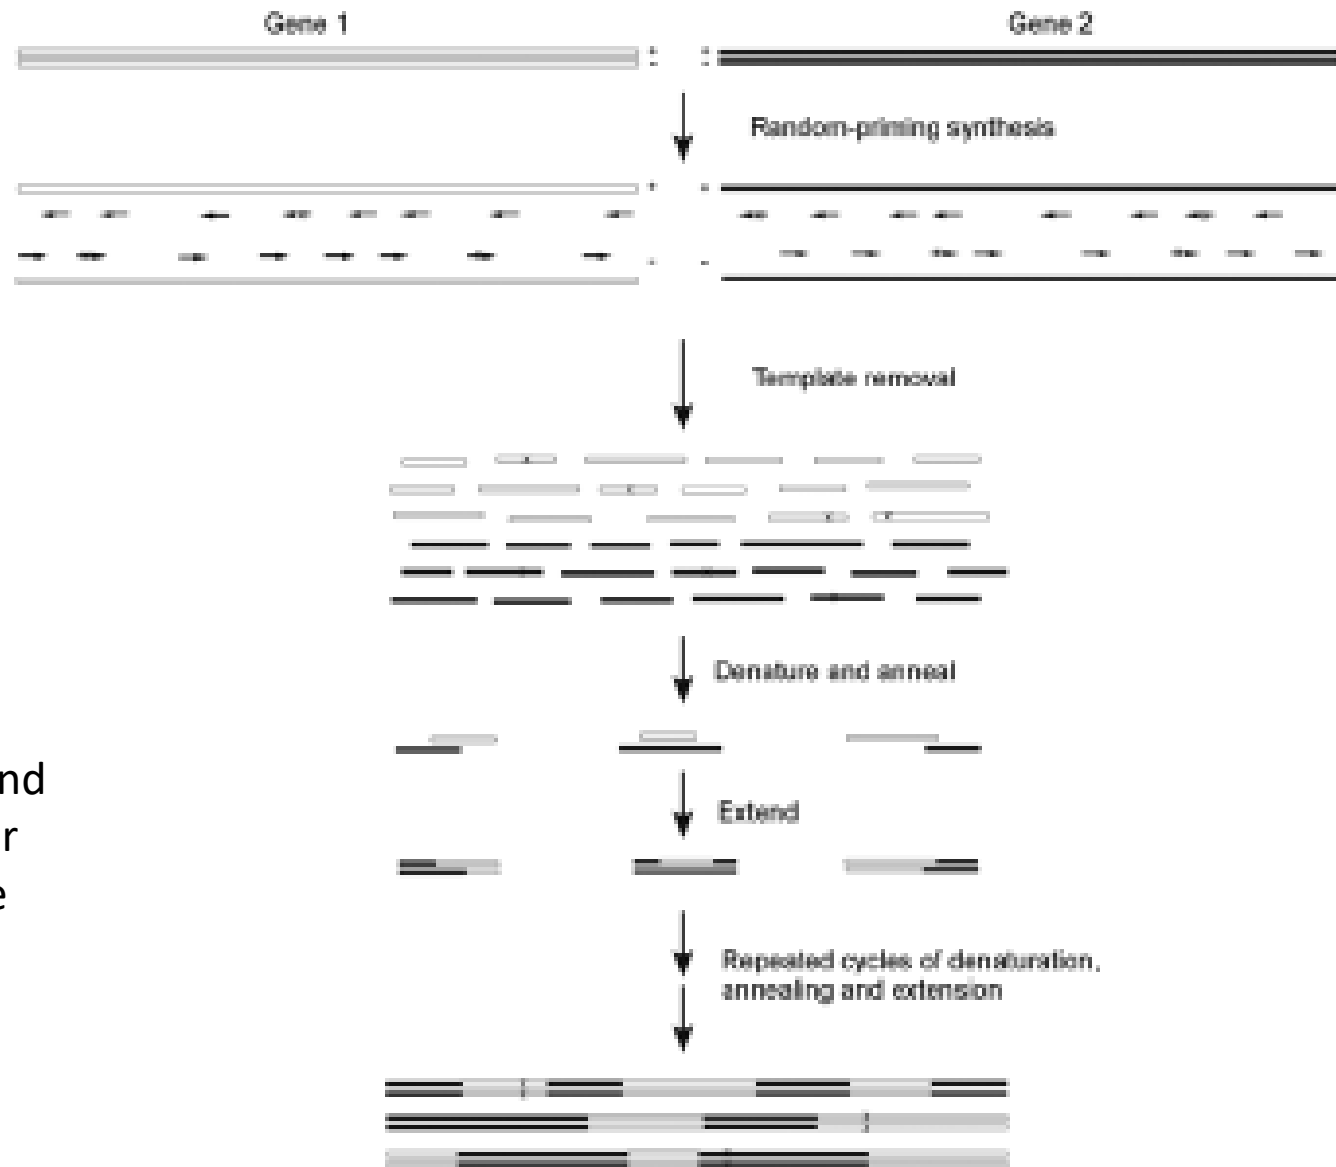 Gene 1
Gene 2
Random-priming synthesis
Template removal
Denature and anneal
nd
r
e
Extend
Repeated cycles of denaturation,
annealing and extension